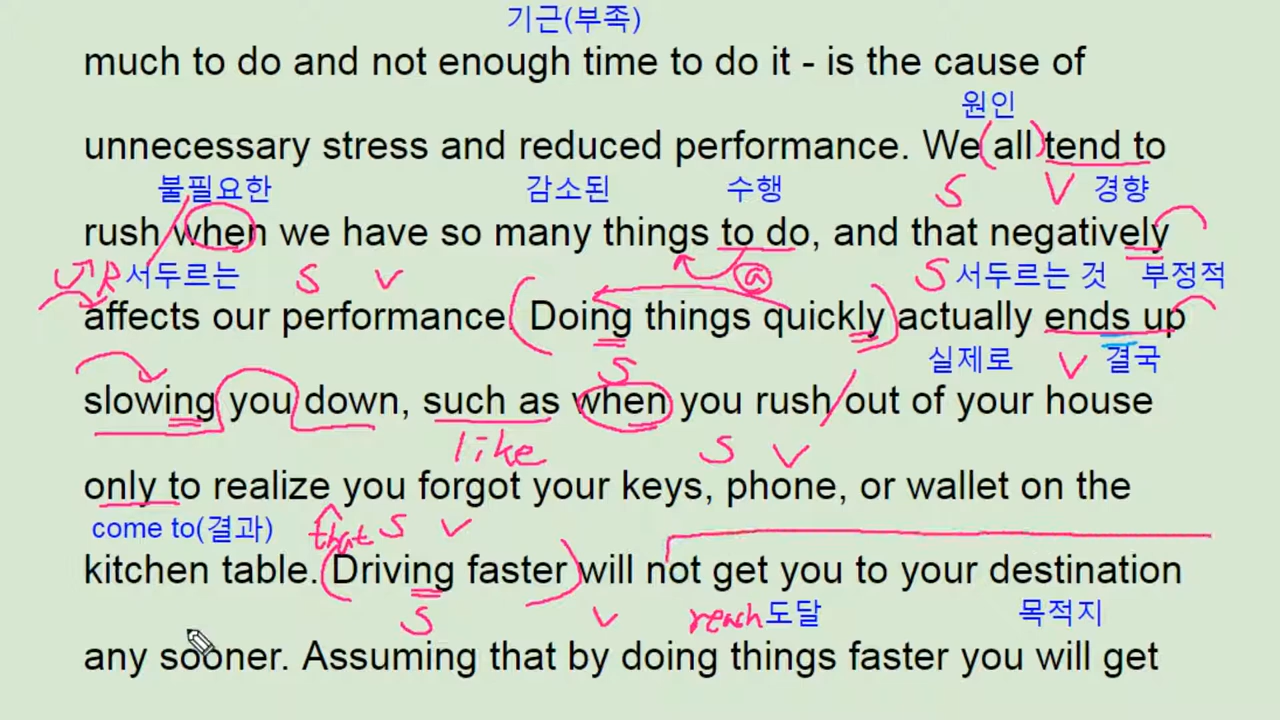 기근(부족)
much to do and not enough time to do it - is the cause of
원인
unnecessary stress and reduced performance. We (all) tend to
불필요한 감소된 수행 S V 경향
rush when we have so many things to do, and that negatively
서두르는 S V ⓐ S 서두르는 것 부정적
affects our performance. (Doing things quickly) actually ends up
S 실제로 V 결국
slowing you down, such as when you rush / out of your house
like S V
only to realize you forgot your keys, phone, or wallet on the
come to(결과) that S V
kitchen table. (Driving faster) will not get you to your destination
S V reach 도달 목적지
any sooner. Assuming that by doing things faster you will get